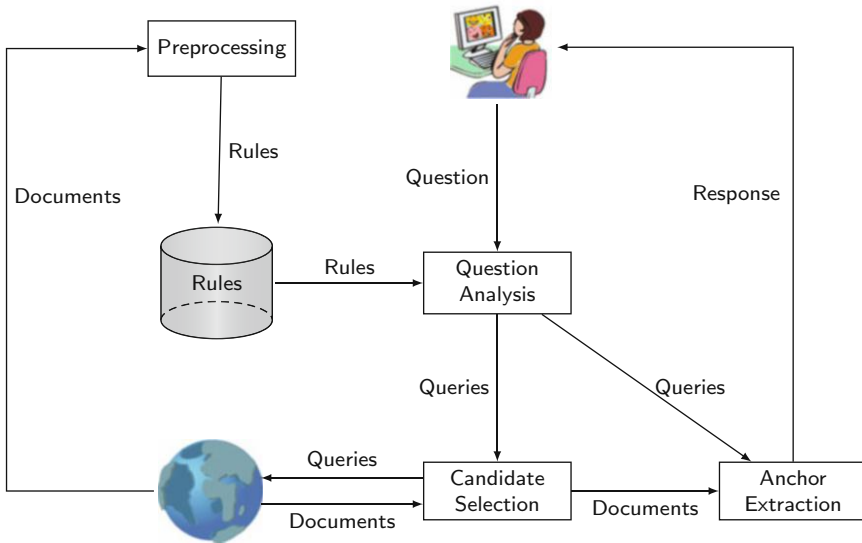 Preprocessing
Rules
Documents
Question
Response
Rules
Rules
Question
Analysis
Queries
Queries
Queries
Candidate
Selection
Anchor
Extraction
Documents
Documents